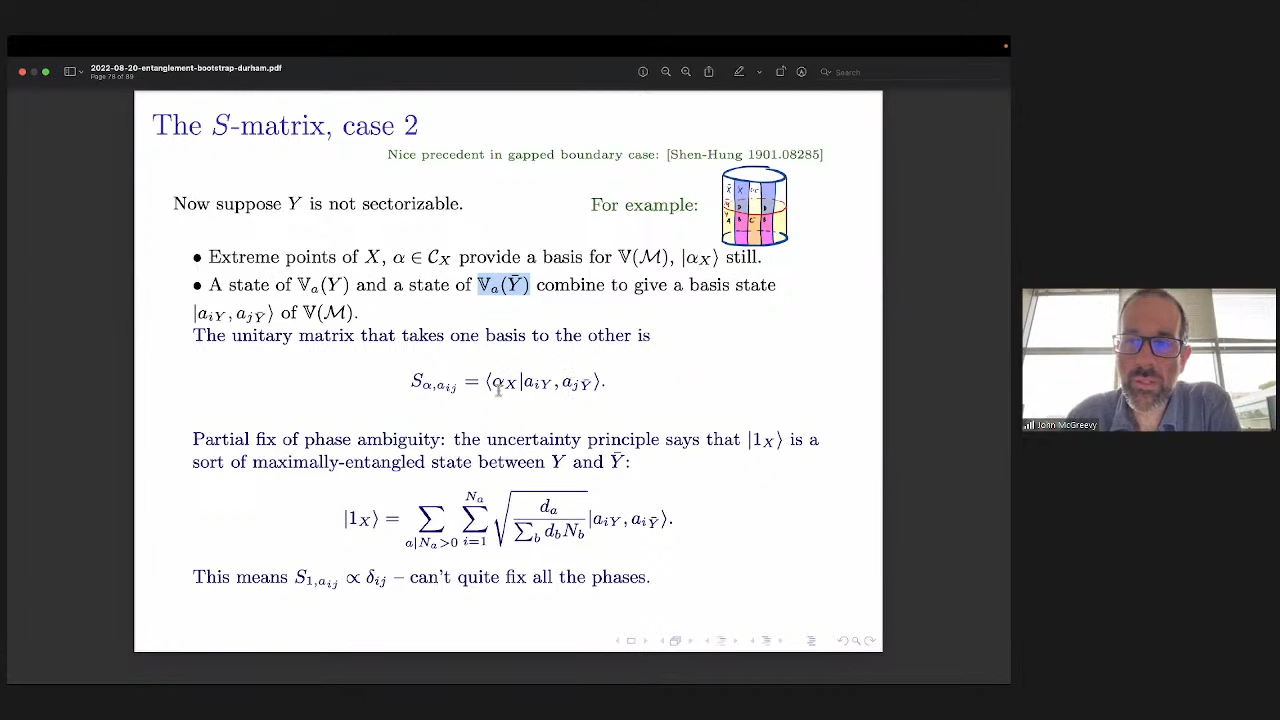 2022-08-20-entanglement-bootstrap-durham.pdf
Page 78 of 89
Search
The S-matrix, case 2
Nice precedent in gapped boundary case: [Shen-Hung 1901.08285]
Now suppose Y is not sectorizable.
For example:
• Extreme points of X, α ∈ 𝒞_X provide a basis for 𝕍(ℳ), |α_X⟩ still.
• A state of 𝕍_a(Y) and a state of 𝕍_a(Ȳ) combine to give a basis state
|a_{iY}, a_{jȲ}⟩ of 𝕍(ℳ).
The unitary matrix that takes one basis to the other is
S_{α,a_{ij}} = ⟨α_X|a_{iY}, a_{jȲ}⟩.
Partial fix of phase ambiguity: the uncertainty principle says that |1_X⟩ is a
sort of maximally-entangled state between Y and Ȳ:
|1_X⟩ = ∑_{a|N_a>0} ∑_{i=1}^{N_a} √(d_a / ∑_b d_b N_b) |a_{iY}, a_{iȲ}⟩.
This means S_{1,a_{ij}} ∝ δ_{ij} – can't quite fix all the phases.
John McGreevy